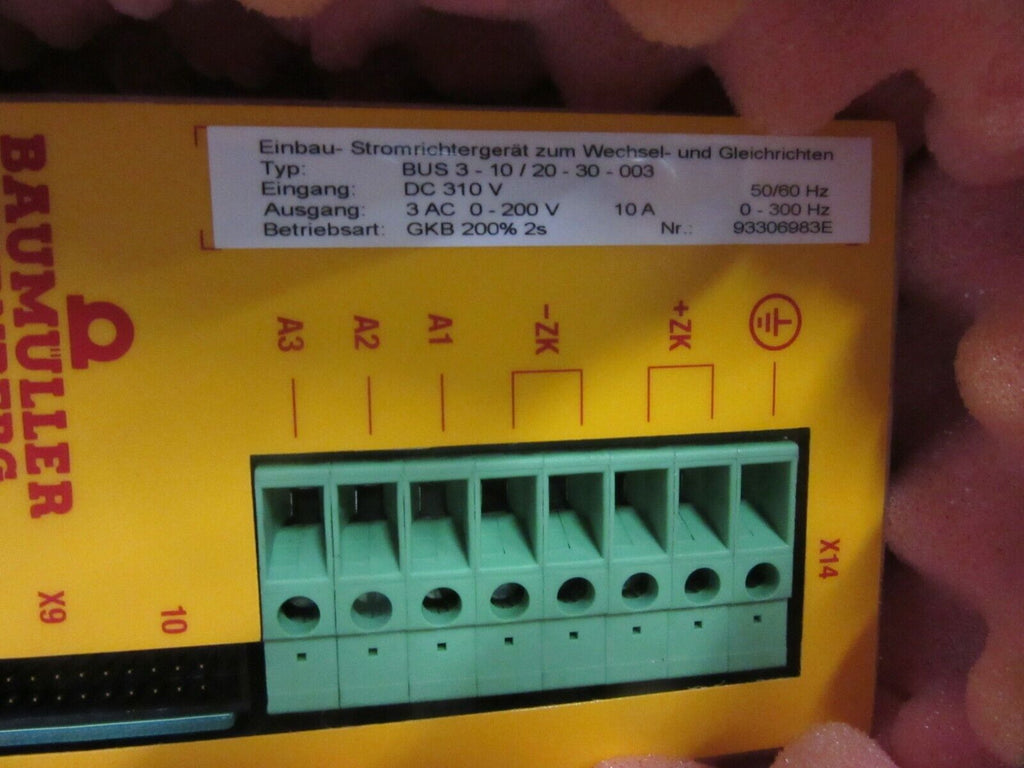 Einbau- Stromrichtergerät zum Wechsel- und Gleichrichten
Typ: BUS 3 - 10 / 20 - 30 - 003
Eingang: DC 310 V 50/60 Hz
Ausgang: 3 AC 0 - 200 V 10 A 0 - 300 Hz
Betriebsart: GKB 200% 2s Nr.: 93306983E
BAUMÜLLER
A3
A2
A1
-ZK
+ZK
X14
X9
10